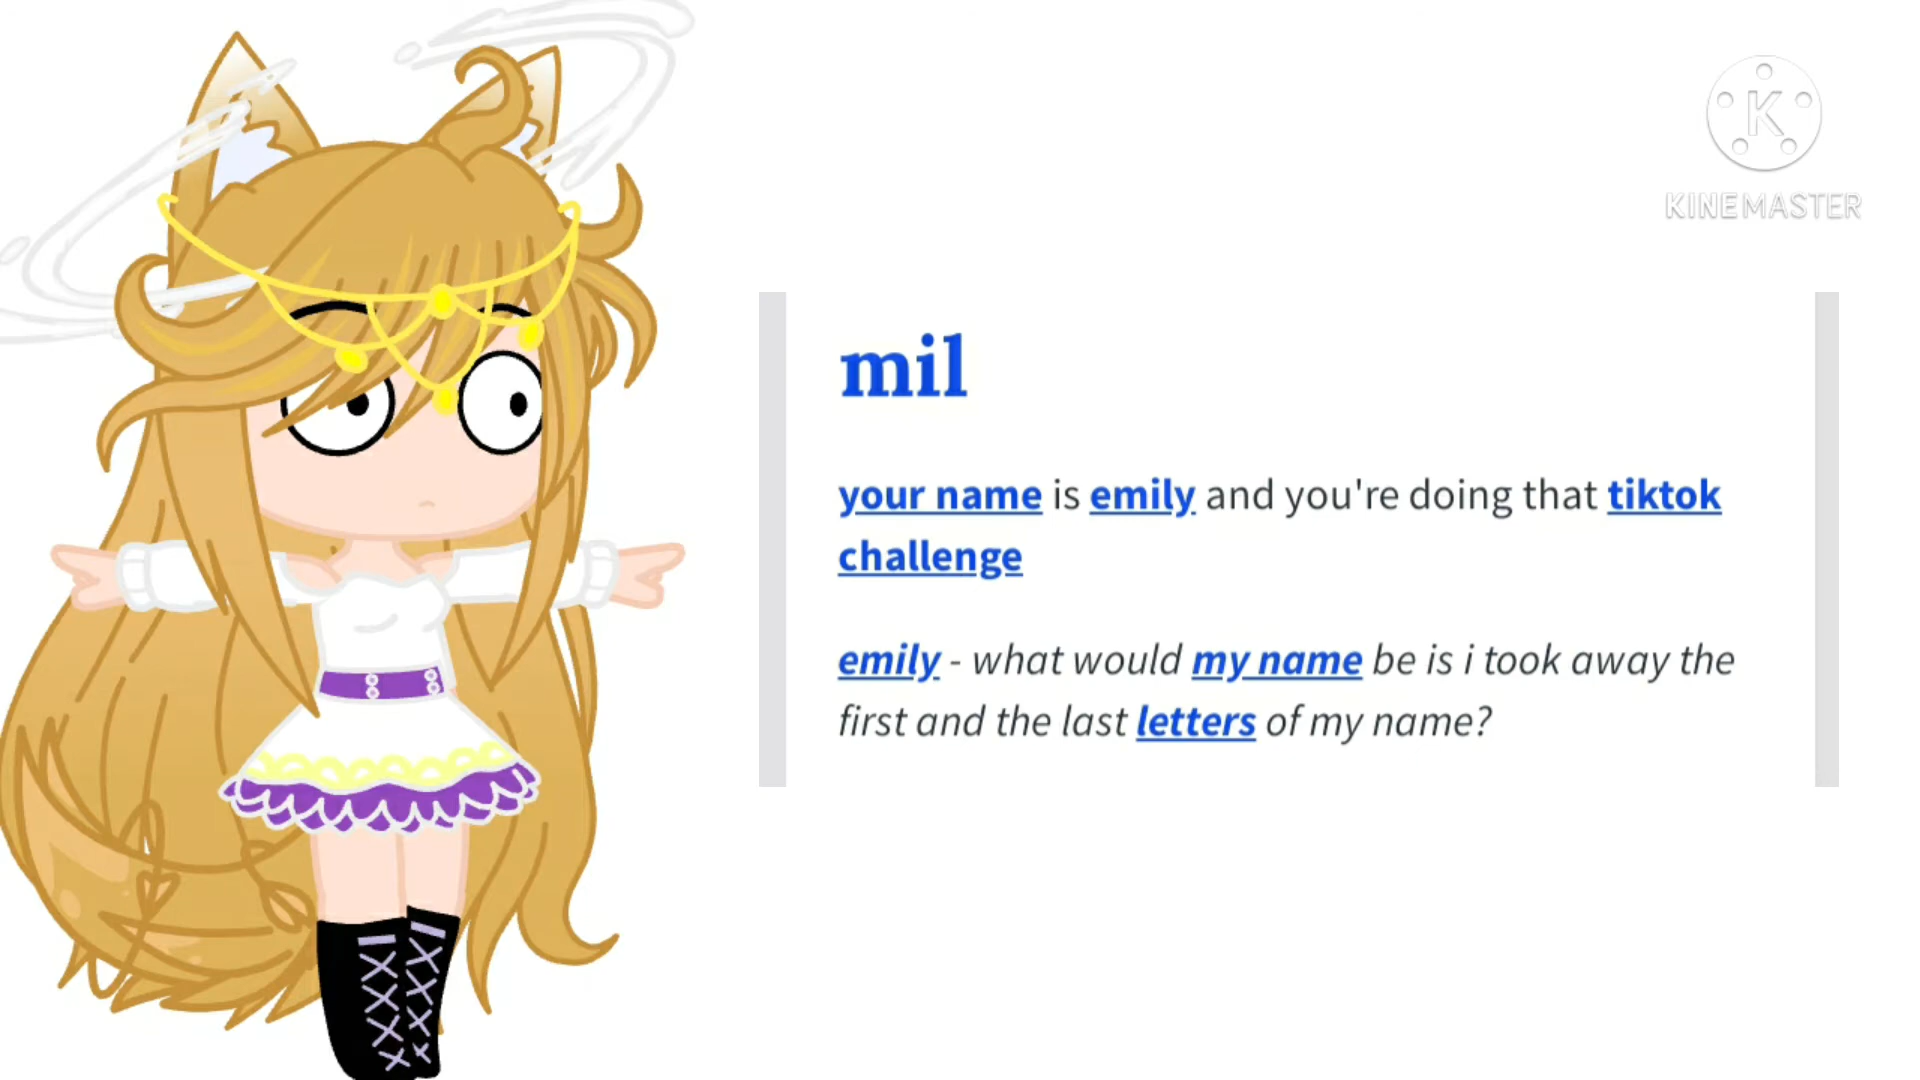 K
KINEMASTER
mil
your name is emily and you're doing that tiktok
challenge
emily - what would my name be is i took away the
first and the last letters of my name?